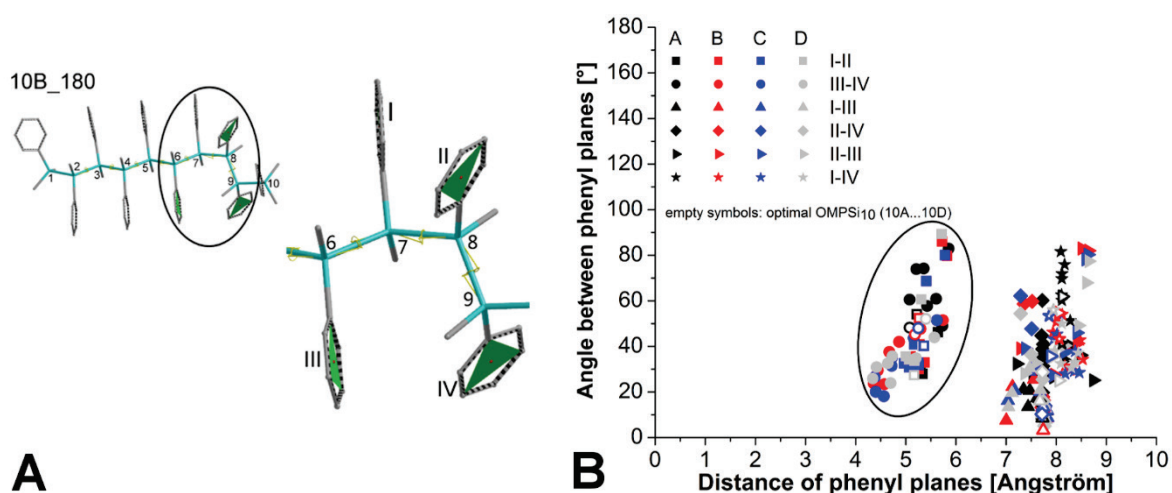 10B_180
1
2
3
4
5
6
7
8
9
10
I
II
III
IV
6
7
8
9
A
Angle between phenyl planes [°]
180
160
140
120
100
80
60
40
20
0
A B C D
I-II
III-IV
I-III
II-IV
II-III
I-IV
empty symbols: optimal OMPSi10 (10A...10D)
0 1 2 3 4 5 6 7 8 9 10
Distance of phenyl planes [Angström]
B